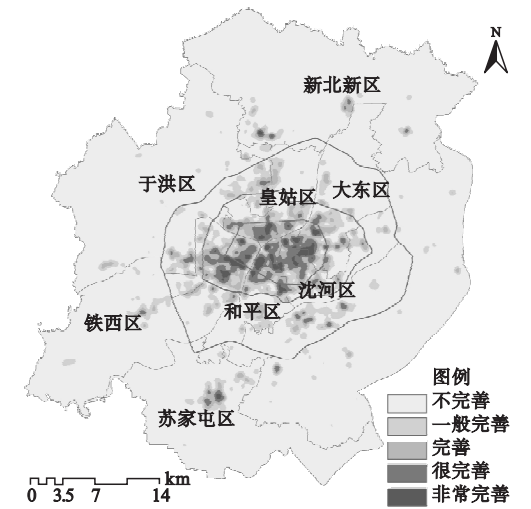 N
新北新区
于洪区
皇姑区
大东区
沈河区
和平区
铁西区
苏家屯区
图例
不完善
一般完善
完善
很完善
非常完善
km
0 3.5 7 14